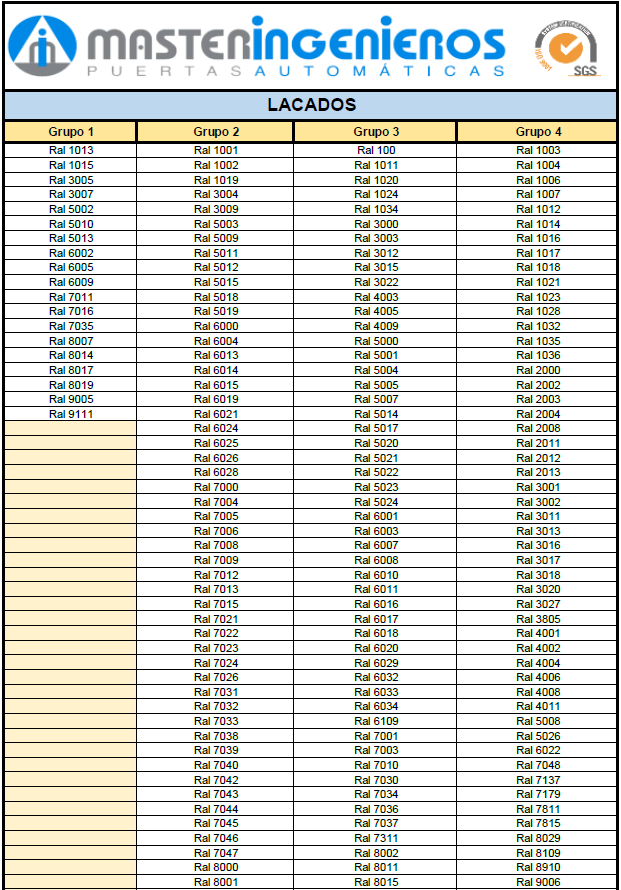 MASTERINGENIEROS
PUERTASAUTOMÁTICAS
ISO 9001
SGS
LACADOS
Grupo 1 Grupo 2 Grupo 3 Grupo 4
Ral 1013 Ral 1001 Ral 100 Ral 1003
Ral 1015 Ral 1002 Ral 1011 Ral 1004
Ral 3005 Ral 1019 Ral 1020 Ral 1006
Ral 3007 Ral 3004 Ral 1024 Ral 1007
Ral 5002 Ral 3009 Ral 1034 Ral 1012
Ral 5010 Ral 5003 Ral 3000 Ral 1014
Ral 5013 Ral 5009 Ral 3003 Ral 1016
Ral 6002 Ral 5011 Ral 3012 Ral 1017
Ral 6005 Ral 5012 Ral 3015 Ral 1018
Ral 6009 Ral 5015 Ral 3022 Ral 1021
Ral 7011 Ral 5018 Ral 4003 Ral 1023
Ral 7016 Ral 5019 Ral 4005 Ral 1028
Ral 7035 Ral 6000 Ral 4009 Ral 1032
Ral 8007 Ral 6004 Ral 5000 Ral 1035
Ral 8014 Ral 6013 Ral 5001 Ral 1036
Ral 8017 Ral 6014 Ral 5004 Ral 2000
Ral 8019 Ral 6015 Ral 5005 Ral 2002
Ral 9005 Ral 6019 Ral 5007 Ral 2003
Ral 9111 Ral 6021 Ral 5014 Ral 2004
Ral 6024 Ral 5017 Ral 2008
Ral 6025 Ral 5020 Ral 2011
Ral 6026 Ral 5021 Ral 2012
Ral 6028 Ral 5022 Ral 2013
Ral 7000 Ral 5023 Ral 3001
Ral 7004 Ral 5024 Ral 3002
Ral 7005 Ral 6001 Ral 3011
Ral 7006 Ral 6003 Ral 3013
Ral 7008 Ral 6007 Ral 3016
Ral 7009 Ral 6008 Ral 3017
Ral 7012 Ral 6010 Ral 3018
Ral 7013 Ral 6011 Ral 3020
Ral 7015 Ral 6016 Ral 3027
Ral 7021 Ral 6017 Ral 3805
Ral 7022 Ral 6018 Ral 4001
Ral 7023 Ral 6020 Ral 4002
Ral 7024 Ral 6029 Ral 4004
Ral 7026 Ral 6032 Ral 4006
Ral 7031 Ral 6033 Ral 4008
Ral 7032 Ral 6034 Ral 4011
Ral 7033 Ral 6109 Ral 5008
Ral 7038 Ral 7001 Ral 5026
Ral 7039 Ral 7003 Ral 6022
Ral 7040 Ral 7010 Ral 7048
Ral 7042 Ral 7030 Ral 7137
Ral 7043 Ral 7034 Ral 7179
Ral 7044 Ral 7036 Ral 7811
Ral 7045 Ral 7037 Ral 7815
Ral 7046 Ral 7311 Ral 8029
Ral 7047 Ral 8002 Ral 8109
Ral 8000 Ral 8011 Ral 8910
Ral 8001 Ral 8015 Ral 9006